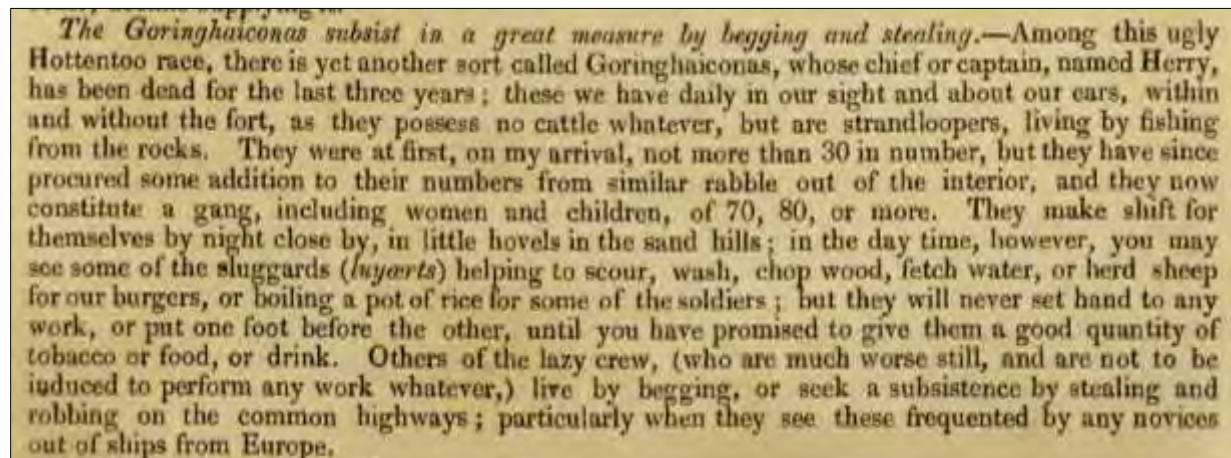 The Goringhaiconas subsist in a great measure by begging and stealing.—Among this ugly
Hottentoo race, there is yet another sort called Goringhaiconas, whose chief or captain, named Herry,
has been dead for the last three years; these we have daily in our sight and about our ears, within
and without the fort, as they possess no cattle whatever, but are strandloopers, living by fishing
from the rocks. They were at first, on my arrival, not more than 30 in number, but they have since
procured some addition to their numbers from similar rabble out of the interior, and they now
constitute a gang, including women and children, of 70, 80, or more. They make shift for
themselves by night close by, in little hovels in the sand hills; in the day time, however, you may
see some of the sluggards (luyaerts) helping to scour, wash, chop wood, fetch water, or herd sheep
for our burgers, or boiling a pot of rice for some of the soldiers; but they will never set hand to any
work, or put one foot before the other, until you have promised to give them a good quantity of
tobacco or food, or drink. Others of the lazy crew, (who are much worse still, and are not to be
induced to perform any work whatever,) live by begging, or seek a subsistence by stealing and
robbing on the common highways; particularly when they see these frequented by any novices
out of ships from Europe.